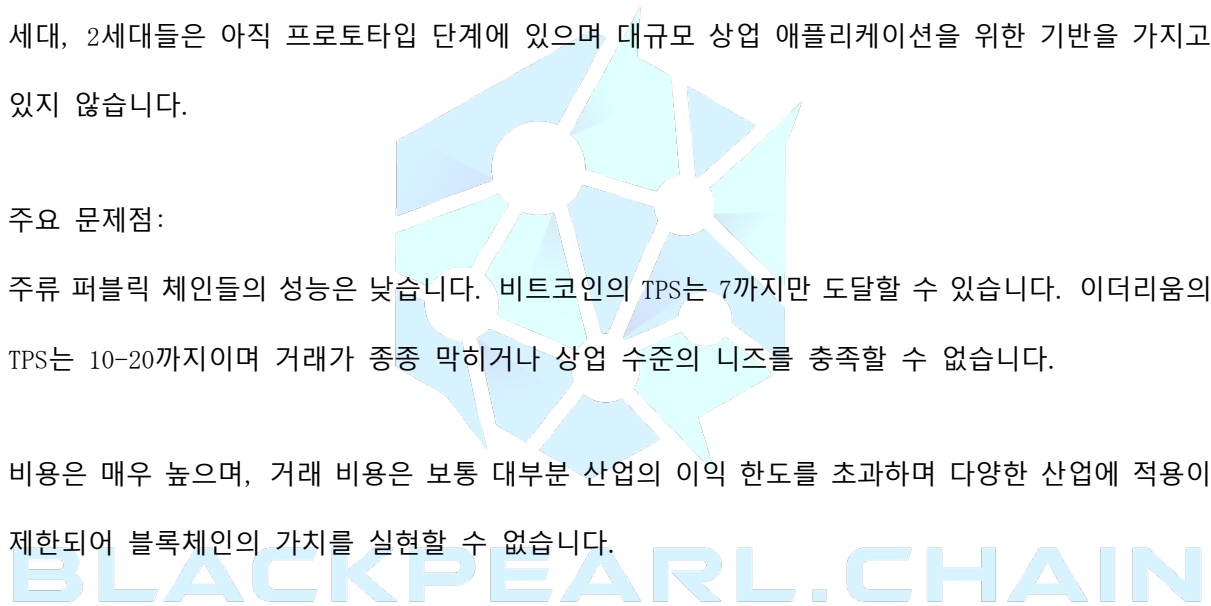 세대, 2세대들은 아직 프로토타입 단계에 있으며 대규모 상업 애플리케이션을 위한 기반을 가지고
있지 않습니다.
주요 문제점:
주류 퍼블릭 체인들의 성능은 낮습니다. 비트코인의 TPS는 7까지만 도달할 수 있습니다. 이더리움의
TPS는 10-20까지이며 거래가 종종 막히거나 상업 수준의 니즈를 충족할 수 없습니다.
비용은 매우 높으며, 거래 비용은 보통 대부분 산업의 이익 한도를 초과하며 다양한 산업에 적용이
제한되어 블록체인의 가치를 실현할 수 없습니다.
BLACKPEARL.CHAIN